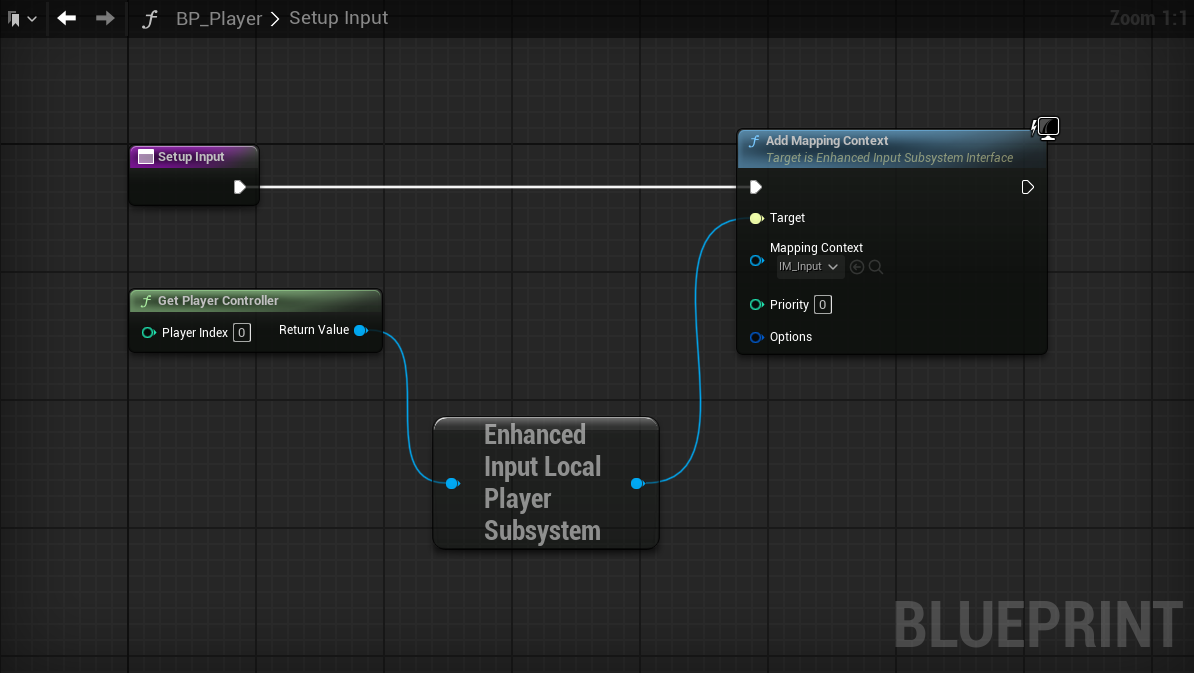 BP_Player > Setup Input
Zoom 1:1
Setup Input
Add Mapping Context
Target is Enhanced Input Subsystem Interface
Target
Mapping Context
IM_Input
Priority 0
Options
Get Player Controller
Player Index 0
Return Value
Enhanced
Input Local
Player
Subsystem
BLUEPRINT